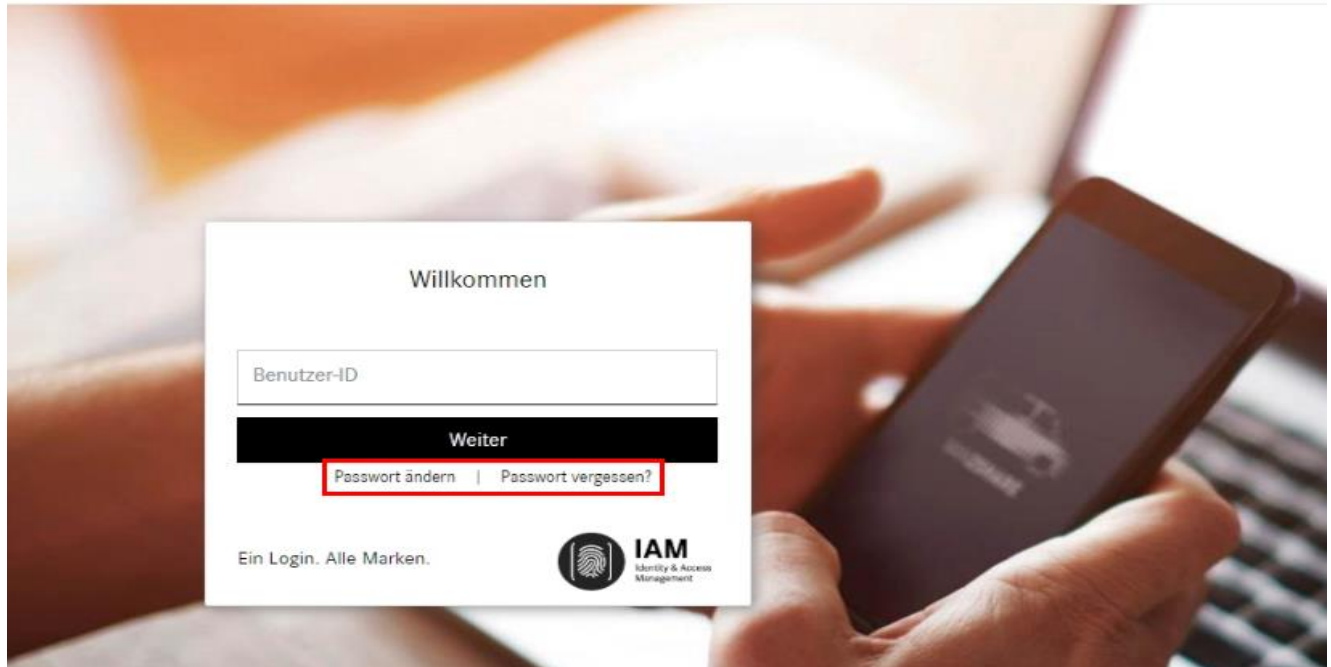 Willkommen
Benutzer-ID
Weiter
Passwort ändern | Passwort vergessen?
Ein Login. Alle Marken.
IAM
Identity & Access
Management